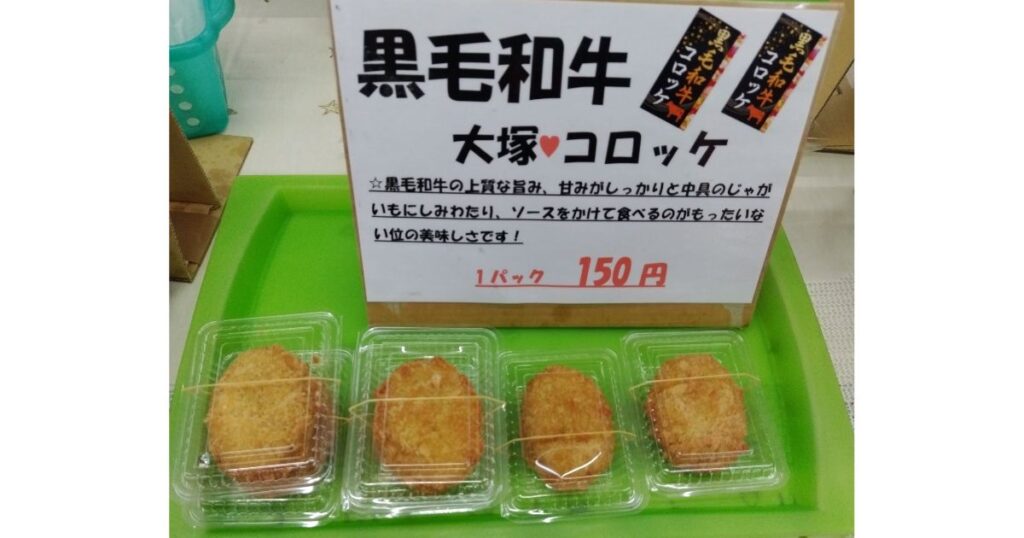 黒毛和牛
黒毛和牛
コロッケ
黒毛和牛
コロッケ
大塚♥コロッケ
☆黒毛和牛の上質な旨み、甘みがしっかりと中具のじゃが
いもにしみわたり、ソースをかけて食べるのがもったいな
い位の美味しさです！
1パック 150円